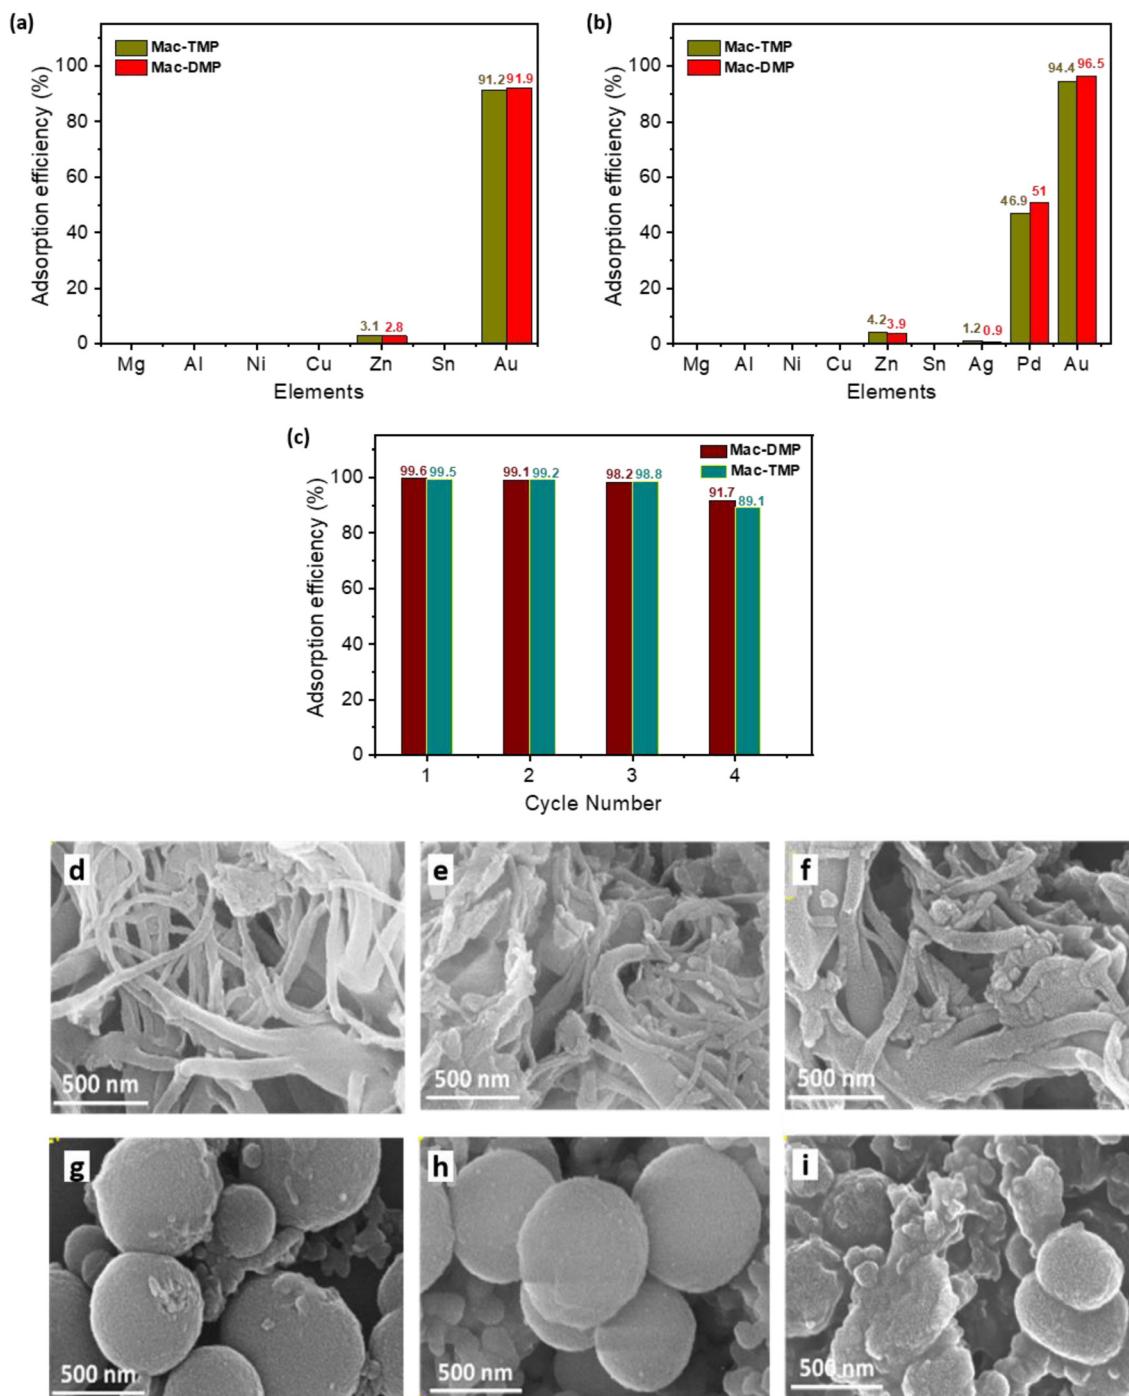 (a)
Mac-TMP
Mac-DMP
Adsorption efficiency (%)
100
80
60
40
20
0
3.1 2.8
91.2 91.9
Mg Al Ni Cu Zn Sn Au
Elements
(b)
Mac-TMP
Mac-DMP
Adsorption efficiency (%)
100
80
60
40
20
0
4.2 3.9
1.2 0.9
46.9 51
94.4 96.5
Mg Al Ni Cu Zn Sn Ag Pd Au
Elements
(c)
Mac-DMP
Mac-TMP
Adsorption efficiency (%)
100
80
60
40
20
0
99.6 99.5
99.1 99.2
98.2 98.8
91.7 89.1
1 2 3 4
Cycle Number
d
500 nm
e
500 nm
f
500 nm
g
500 nm
h
500 nm
i
500 nm